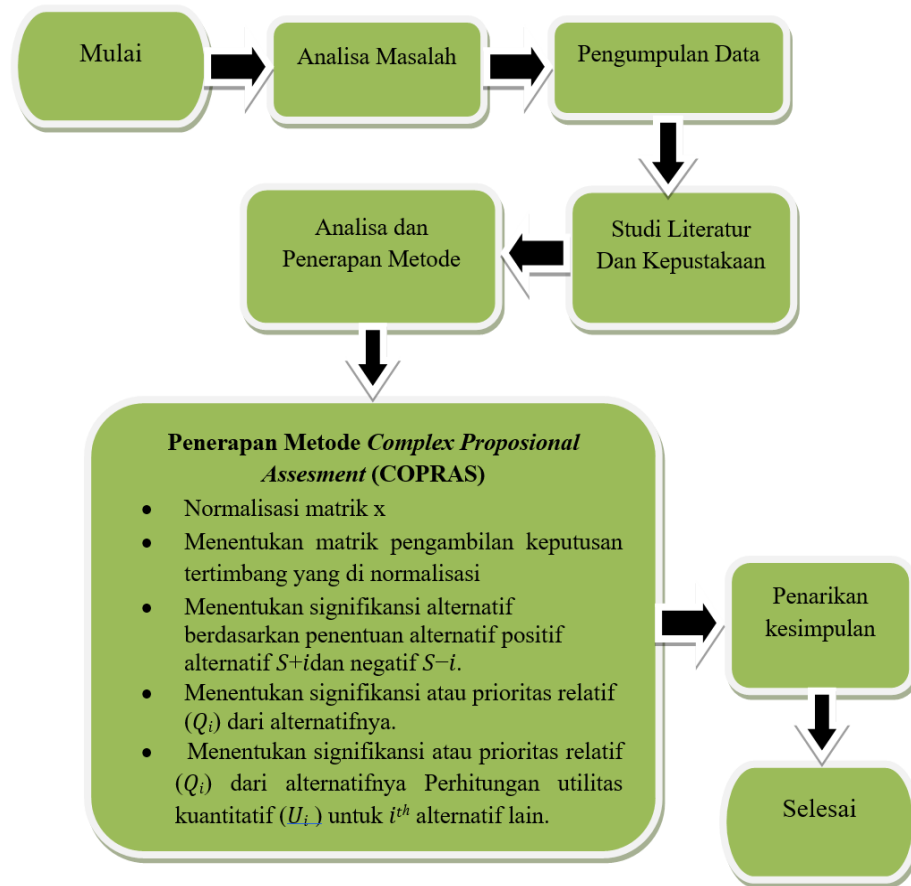 Mulai
Analisa Masalah
Pengumpulan Data
Studi Literatur
Dan Kepustakaan
Analisa dan
Penerapan Metode
Penerapan Metode Complex Proposional
Assesment (COPRAS)
• Normalisasi matrik x
• Menentukan matrik pengambilan keputusan
tertimbang yang di normalisasi
• Menentukan signifikansi alternatif
berdasarkan penentuan alternatif positif
alternatif S+idan negatif S−i.
• Menentukan signifikansi atau prioritas relatif
(Qi) dari alternatifnya.
• Menentukan signifikansi atau prioritas relatif
(Qi) dari alternatifnya Perhitungan utilitas
kuantitatif (Ui ) untuk ith alternatif lain.
Penarikan
kesimpulan
Selesai